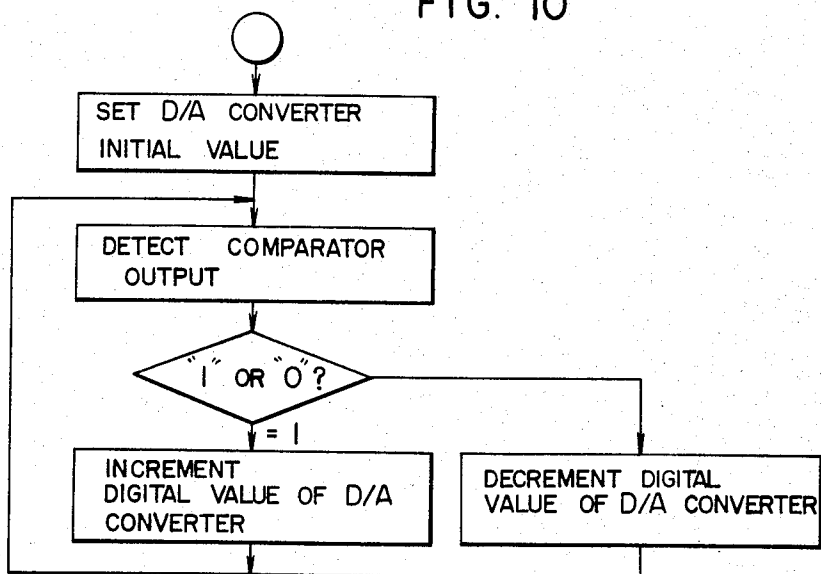 FIG. 10
SET D/A CONVERTER
INITIAL VALUE
DETECT COMPARATOR
OUTPUT
"1" OR "0"?
= 1
INCREMENT
DIGITAL VALUE OF D/A
CONVERTER
DECREMENT DIGITAL
VALUE OF D/A CONVERTER